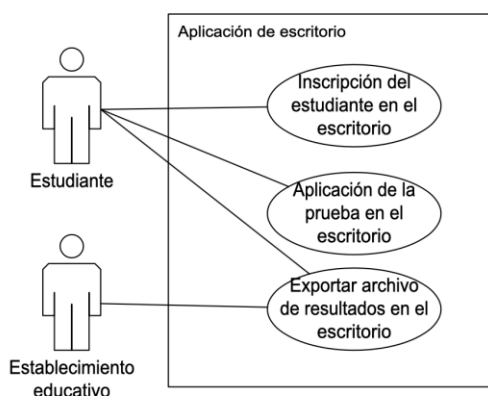 Aplicación de escritorio
Inscripción del
estudiante en el
escritorio
Estudiante
Aplicación de la
prueba en el
escritorio
Exportar archivo
de resultados en el
escritorio
Establecimiento
educativo